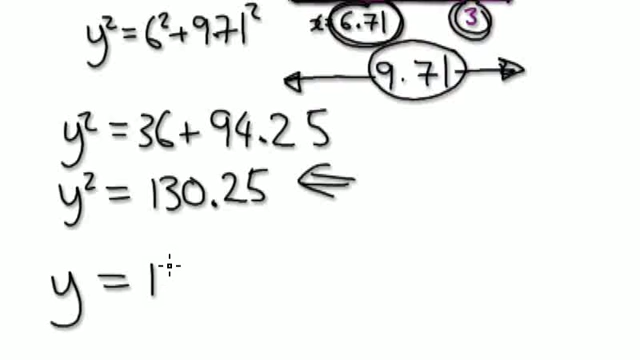 y² = 6² + 9.71²
x = 6.71
3
9.71
y² = 36 + 94.25
y² = 130.25
y = 1